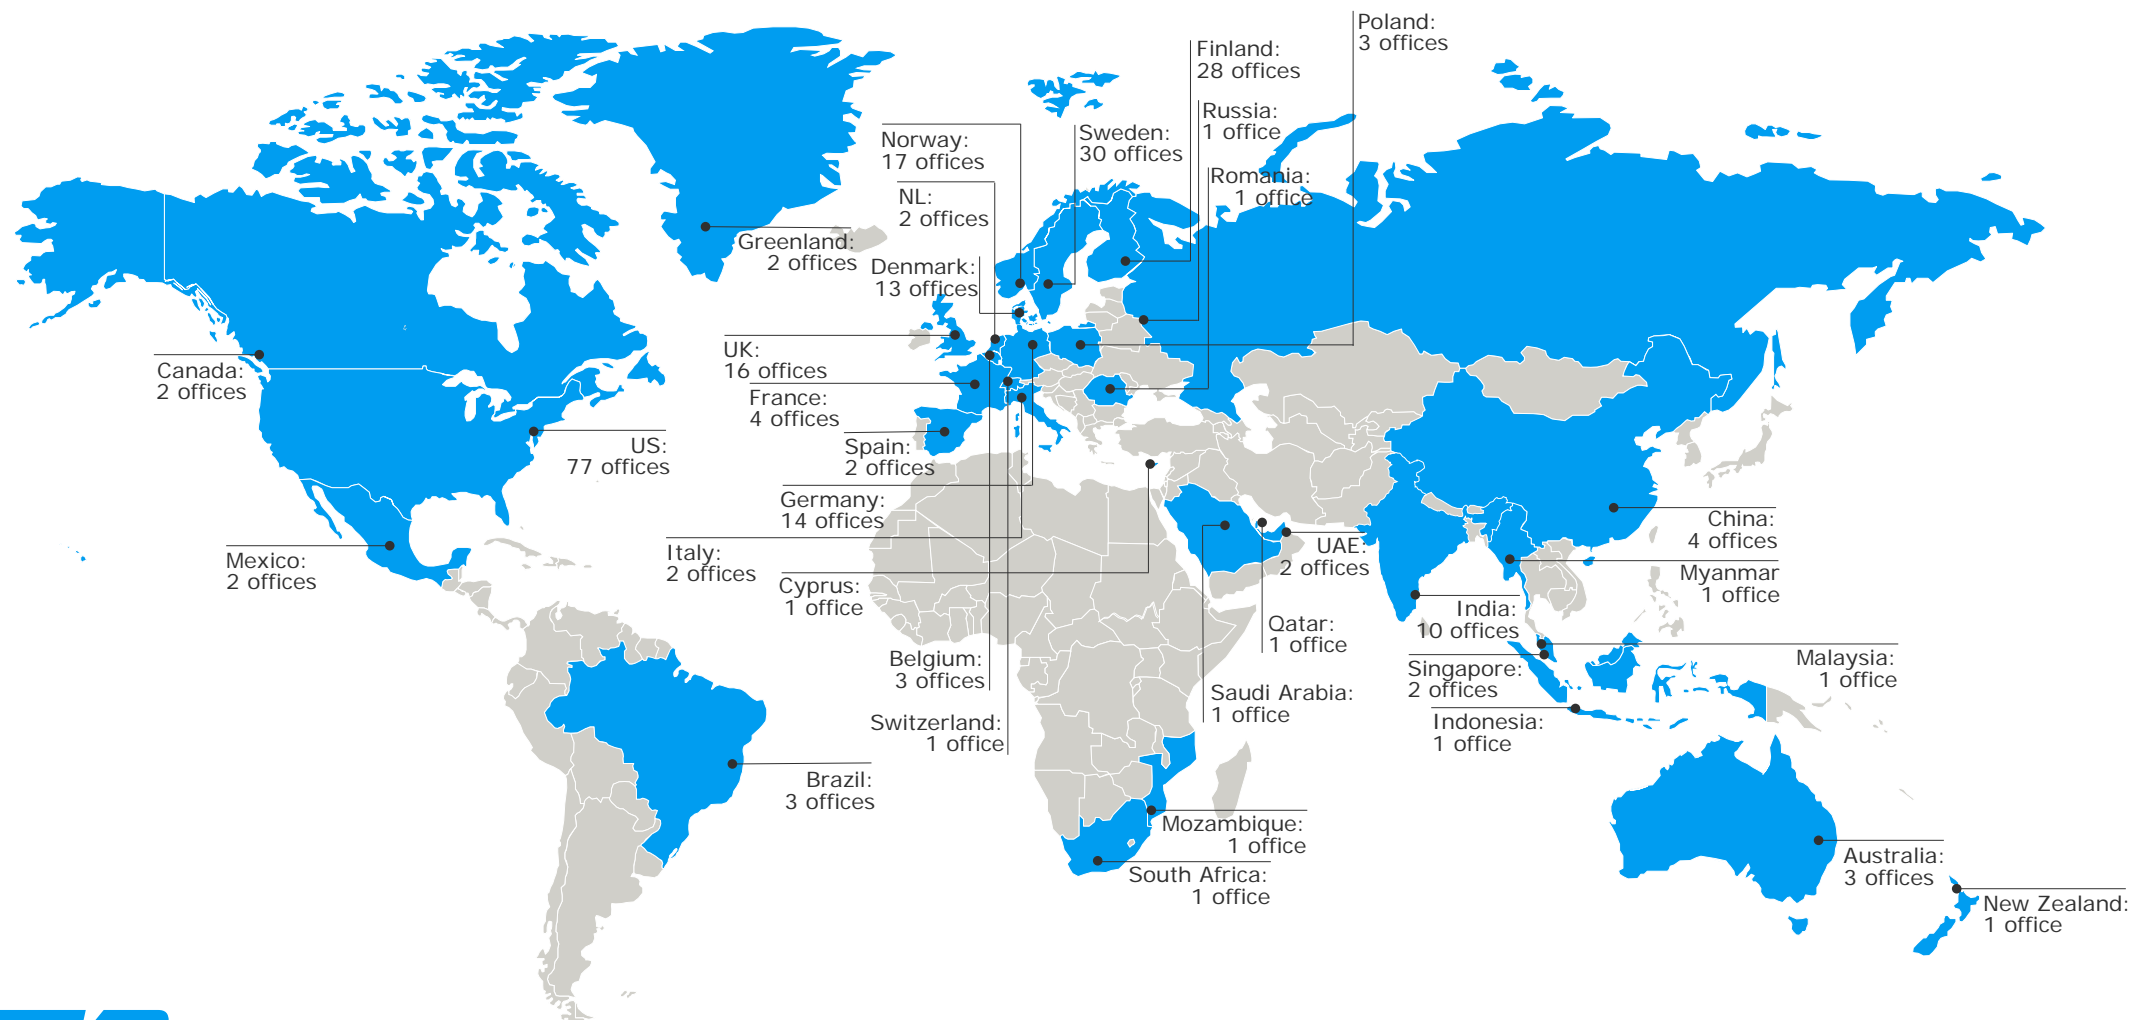 Poland:
3 offices
Finland:
28 offices
Russia:
1 office
Norway:
17 offices
Sweden:
30 offices
Romania:
1 office
NL:
2 offices
Greenland:
2 offices
Denmark:
13 offices
UK:
16 offices
Canada:
2 offices
France:
4 offices
US:
77 offices
Spain:
2 offices
Germany:
14 offices
China:
4 offices
Mexico:
2 offices
Italy:
2 offices
UAE:
2 offices
Cyprus:
1 office
Myanmar
1 office
India:
10 offices
Qatar:
1 office
Belgium:
3 offices
Malaysia:
1 office
Singapore:
2 offices
Saudi Arabia:
1 office
Switzerland:
1 office
Indonesia:
1 office
Brazil:
3 offices
Mozambique:
1 office
Australia:
3 offices
South Africa:
1 office
New Zealand:
1 office